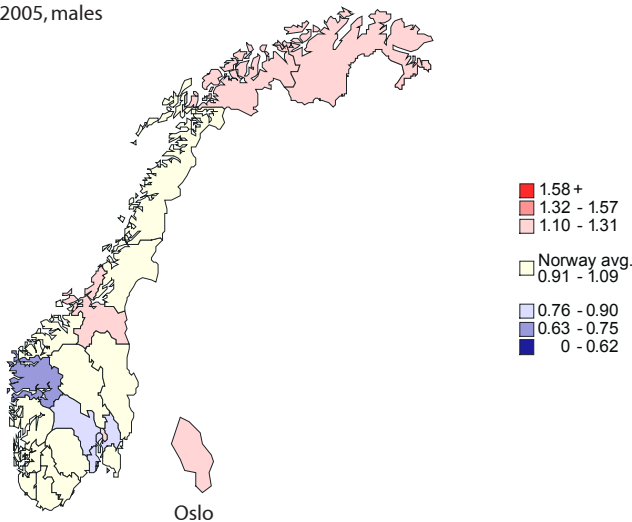 2005, males
1.58 +
1.32 - 1.57
1.10 - 1.31
Norway avg.
0.91 - 1.09
0.76 - 0.90
0.63 - 0.75
0 - 0.62
Oslo